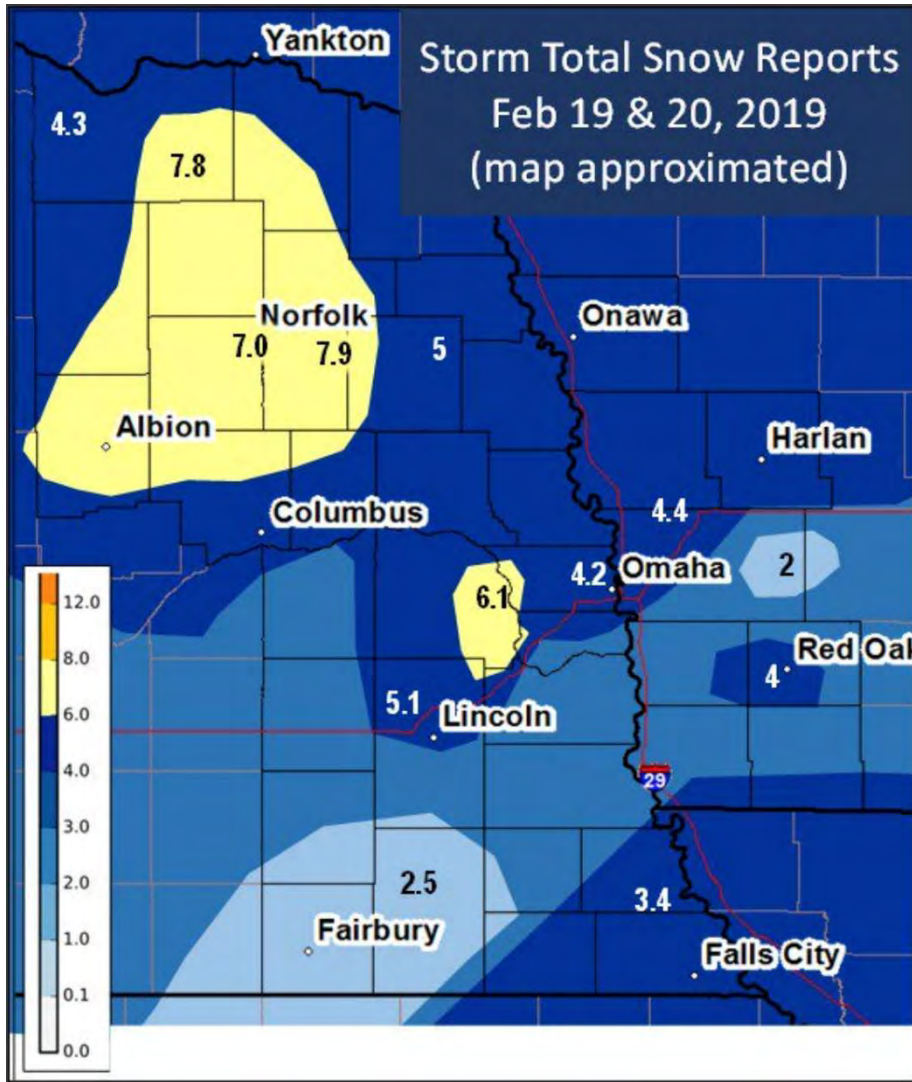 Storm Total Snow Reports
Feb 19 & 20, 2019
(map approximated)
Yankton
4.3
7.8
Norfolk
7.0
7.9
5
Onawa
Albion
Harlan
Columbus
4.4
4.2
Omaha
2
6.1
Red Oak
4
5.1
Lincoln
29
2.5
3.4
Fairbury
Falls City
12.0
8.0
6.0
4.0
3.0
2.0
1.0
0.1
0.0